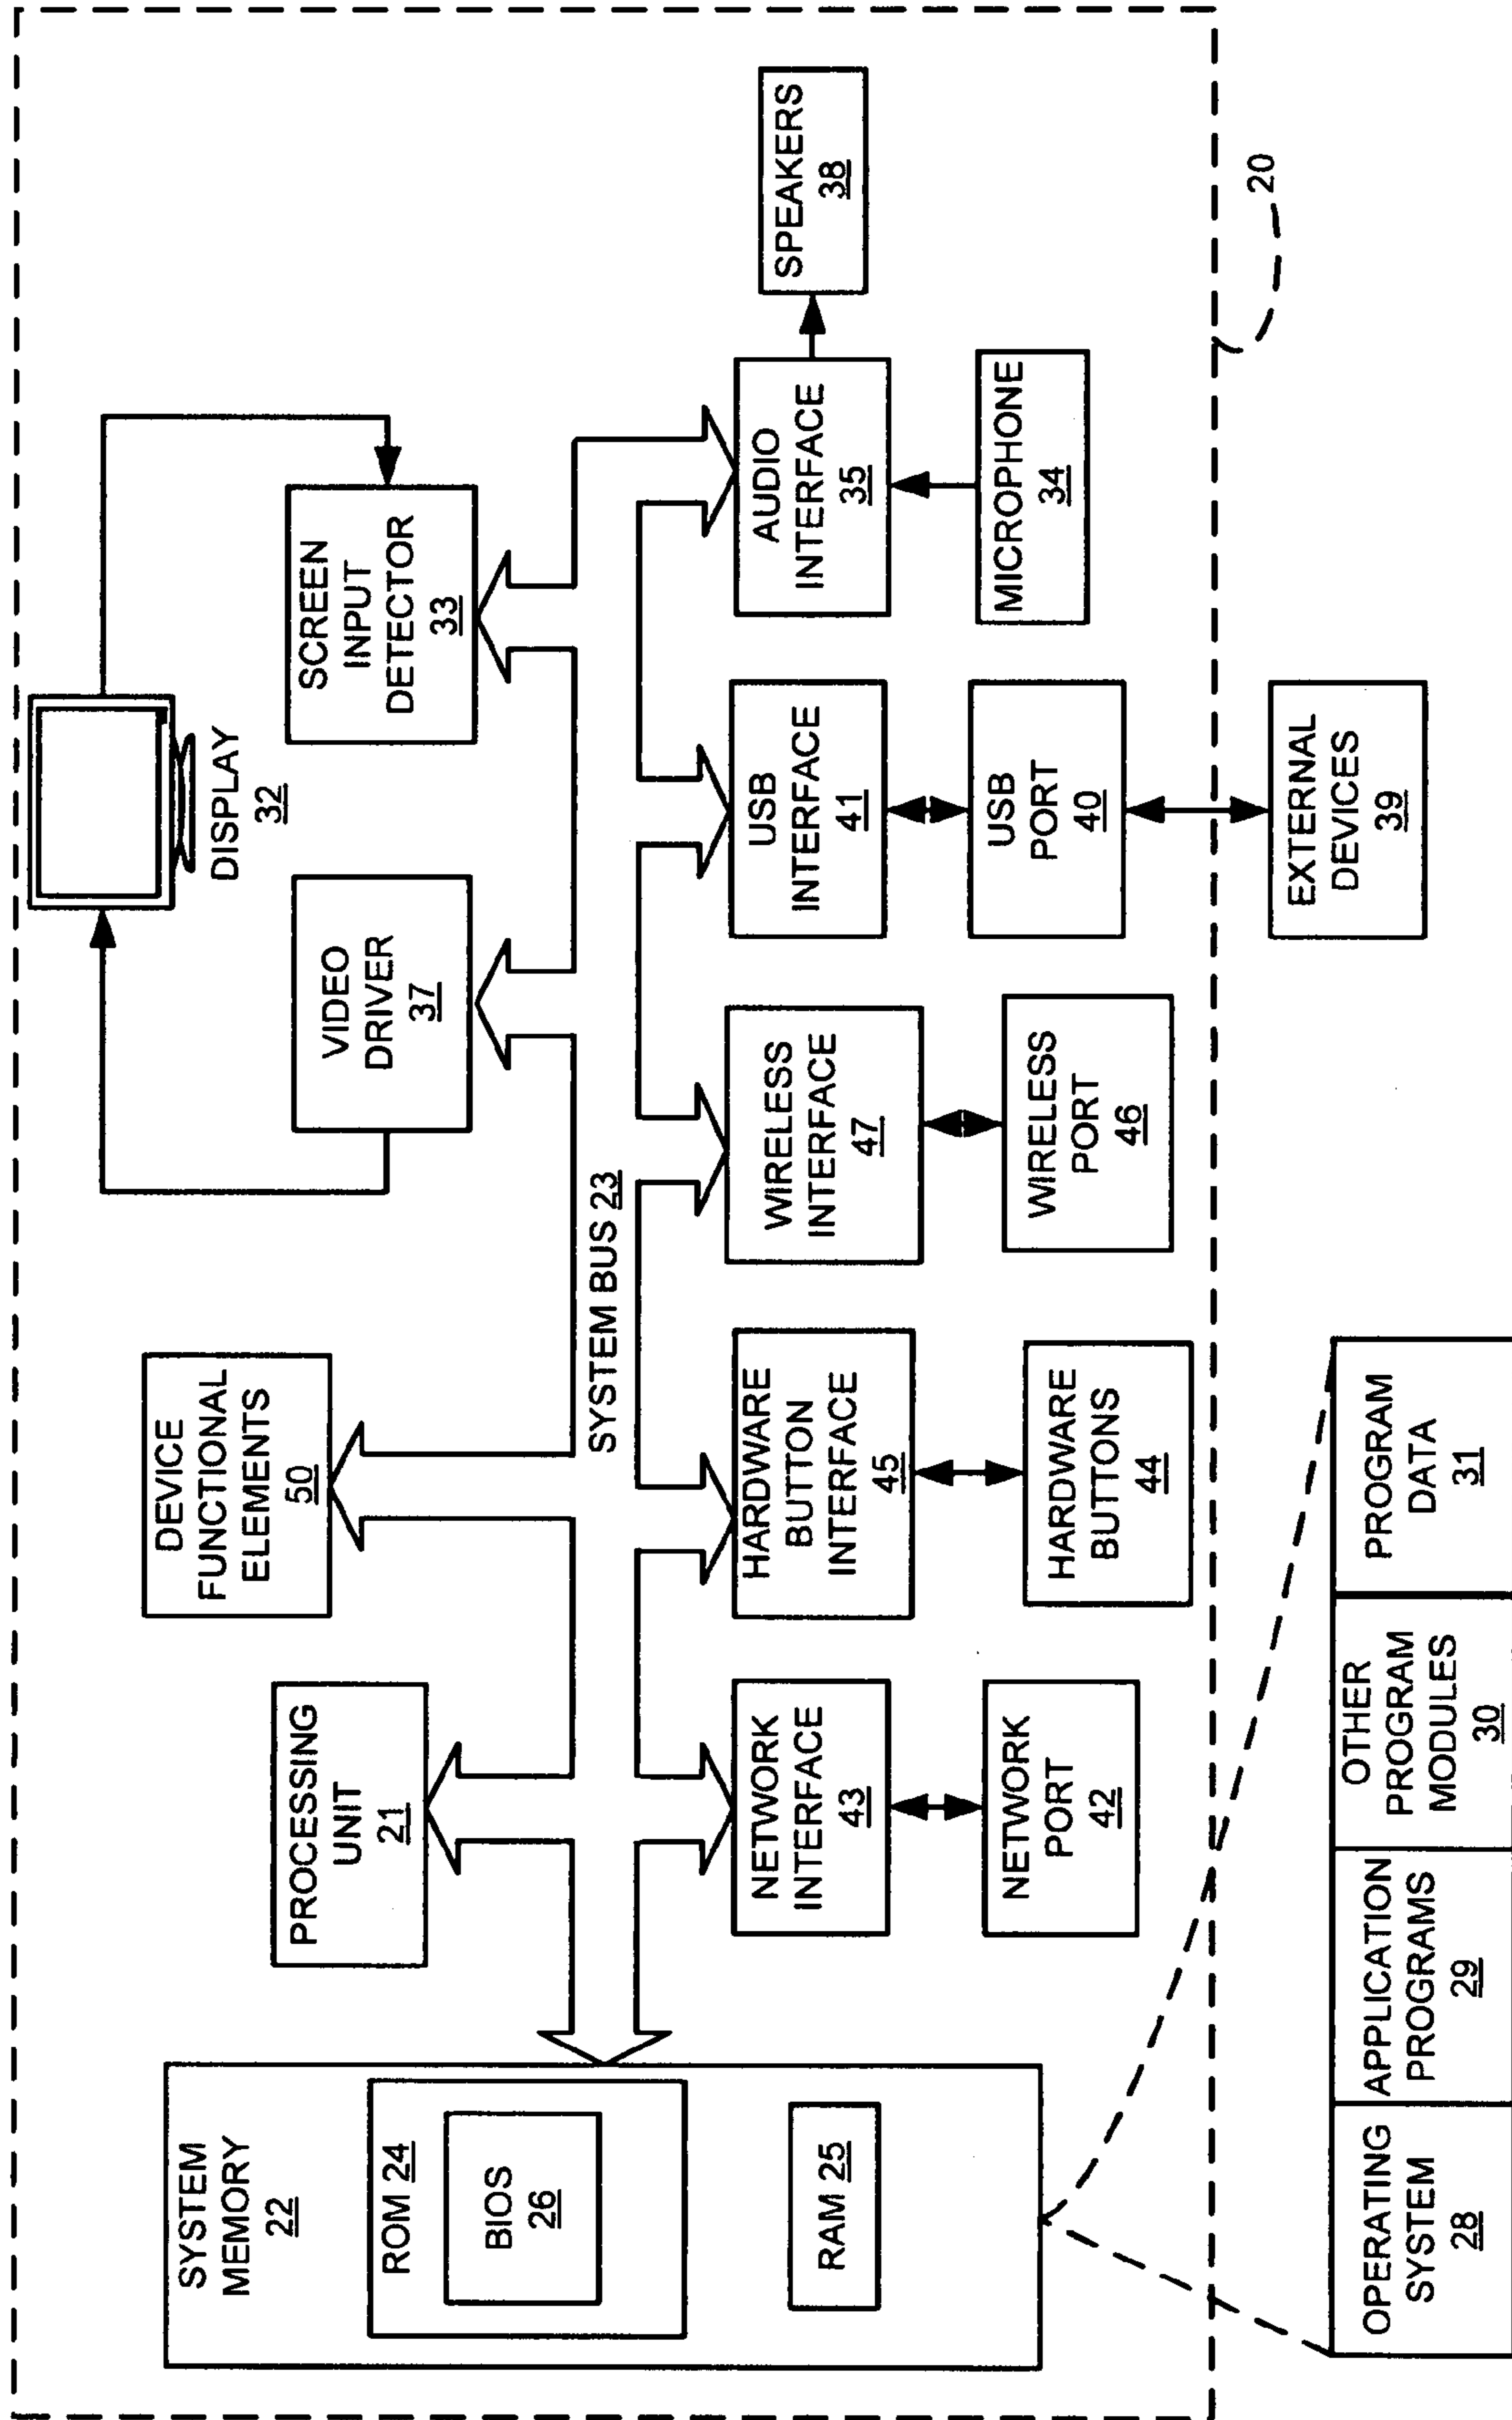 SYSTEM
MEMORY
22
ROM 24
BIOS
26
RAM 25
PROCESSING
UNIT
21
DEVICE
FUNCTIONAL
ELEMENTS
50
VIDEO
DRIVER
37
DISPLAY
32
SCREEN
INPUT
DETECTOR
33
SYSTEM BUS 23
NETWORK
INTERFACE
43
HARDWARE
BUTTON
INTERFACE
45
WIRELESS
INTERFACE
47
USB
INTERFACE
41
AUDIO
INTERFACE
35
SPEAKERS
38
NETWORK
PORT
42
HARDWARE
BUTTONS
44
WIRELESS
PORT
46
USB
PORT
40
MICROPHONE
34
20
EXTERNAL
DEVICES
39
OPERATING
SYSTEM
28
APPLICATION
PROGRAMS
29
OTHER
PROGRAM
MODULES
30
PROGRAM
DATA
31